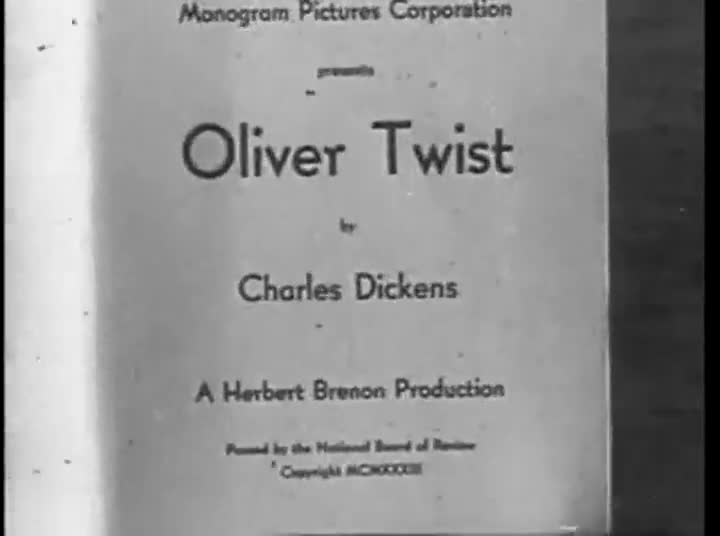 Monogram Pictures Corporation
presents
Oliver Twist
by
Charles Dickens
A Herbert Brenon Production
Passed by the National Board of Review
Copyright MCMXXXIII